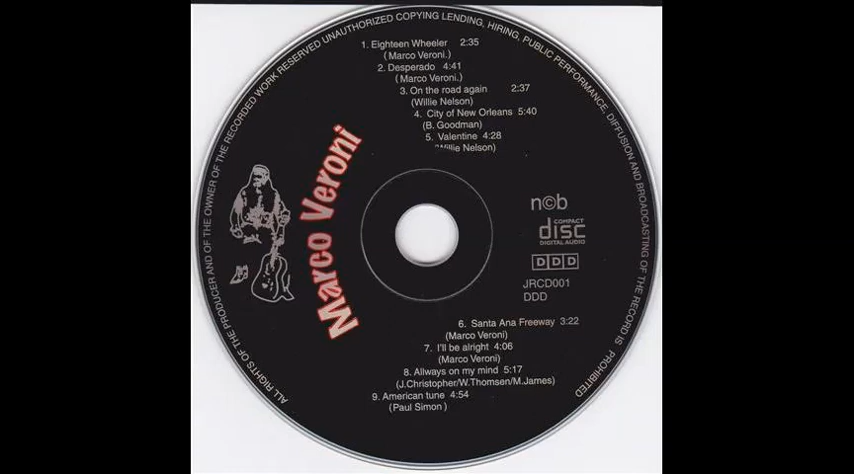 ALL RIGHTS OF THE PRODUCER AND OF THE OWNER OF THE RECORDED WORK RESERVED UNAUTHORIZED COPYING LENDING, HIRING, PUBLIC PERFORMANCE, DIFFUSION AND BROADCASTING OF THE RECORD IS PROHIBITED
1. Eighteen Wheeler 2:35
(Marco Veroni.)
2. Desperado 4:41
(Marco Veroni.)
3. On the road again 2:37
(Willie Nelson)
4. City of New Orleans 5:40
(B. Goodman)
5. Valentine 4:28
(Willie Nelson)
Marco Veroni
n©b
COMPACT
disc
DIGITAL AUDIO
DDD
JRCD001
DDD
6. Santa Ana Freeway 3:22
(Marco Veroni)
7. I'll be alright 4:06
(Marco Veroni)
8. Allways on my mind 5:17
(J.Christopher/W.Thomsen/M.James)
9. American tune 4:54
(Paul Simon)